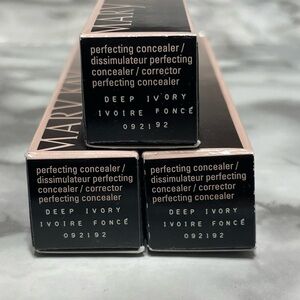 MARY K
perfecting concealer /
dissimulateur perfecting
concealer / corrector
perfecting concealer
DEEP IVORY
IVOIRE FONCÉ
092192
MARY
perfecting concealer /
dissimulateur perfecting
concealer / corrector
perfecting concealer
DEEP IVORY
IVOIRE FONCÉ
092192
perfecting concealer /
dissimulateur perfecting
concealer / corrector
perfecting concealer
DEEP IVORY
IVOIRE FONCÉ
092192